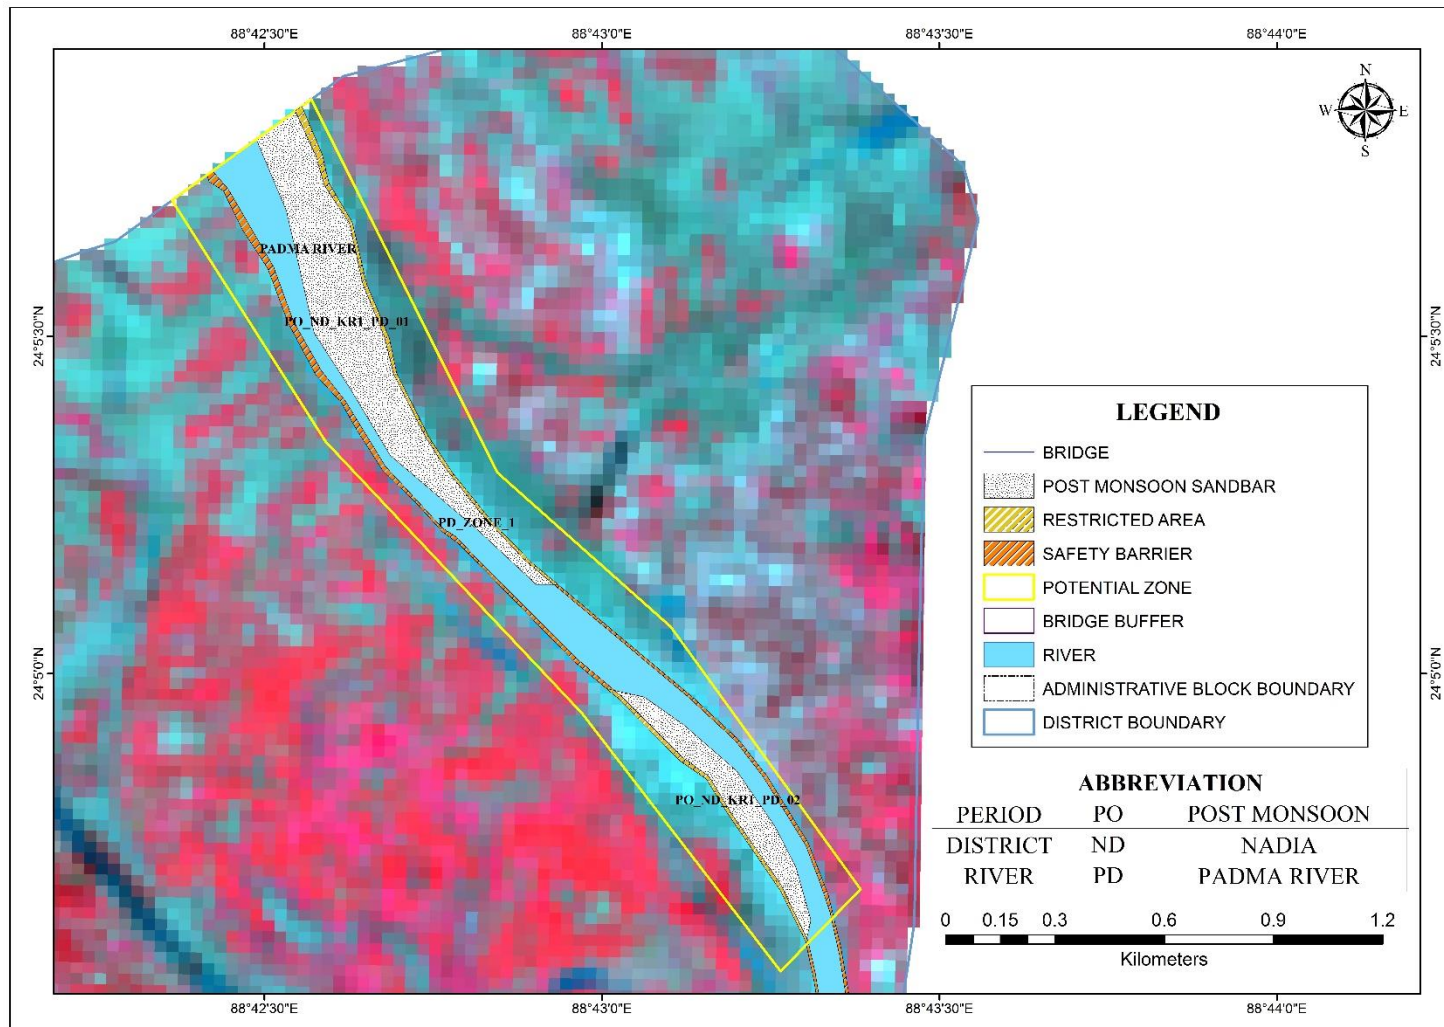 88°42'30"E 88°43'0"E 88°43'30"E 88°44'0"E
N
W E
S
PADMA RIVER
PO_ND_KRI_PD_01
24°5'30"N 24°5'30"N
LEGEND
BRIDGE
POST MONSOON SANDBAR
RESTRICTED AREA
SAFETY BARRIER
POTENTIAL ZONE
BRIDGE BUFFER
RIVER
ADMINISTRATIVE BLOCK BOUNDARY
DISTRICT BOUNDARY
PD_ZONE_1
24°5'0"N 24°5'0"N
PO_ND_KRI_PD_02
ABBREVIATION
PERIOD PO POST MONSOON
DISTRICT ND NADIA
RIVER PD PADMA RIVER
0 0.15 0.3 0.6 0.9 1.2
Kilometers
88°42'30"E 88°43'0"E 88°43'30"E 88°44'0"E